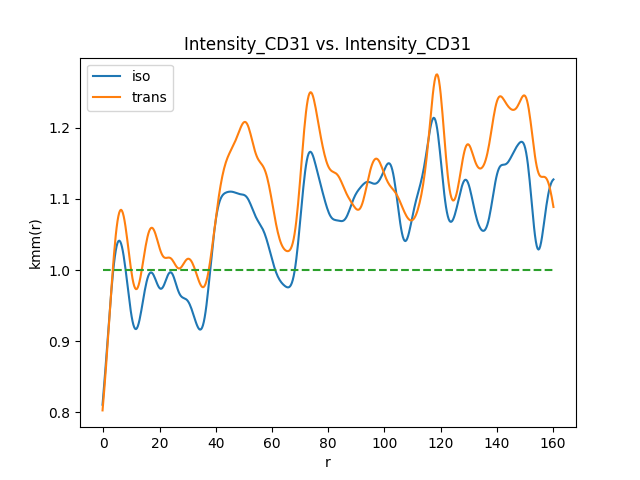 Intensity_CD31 vs. Intensity_CD31
iso
trans
kmm(r)
1.2
1.1
1.0
0.9
0.8
0 20 40 60 80 100 120 140 160
r